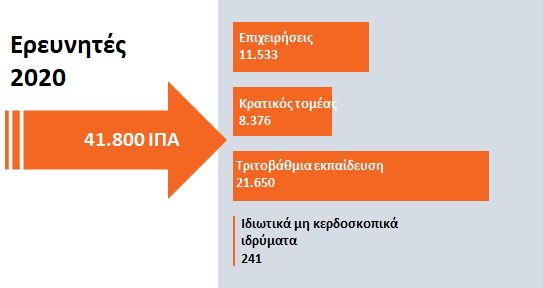 Ερευνητές
2020
41.800 ΙΠΑ
Επιχειρήσεις
11.533
Κρατικός τομέας
8.376
Τριτοβάθμια εκπαίδευση
21.650
Ιδιωτικά μη κερδοσκοπικά
ιδρύματα
241